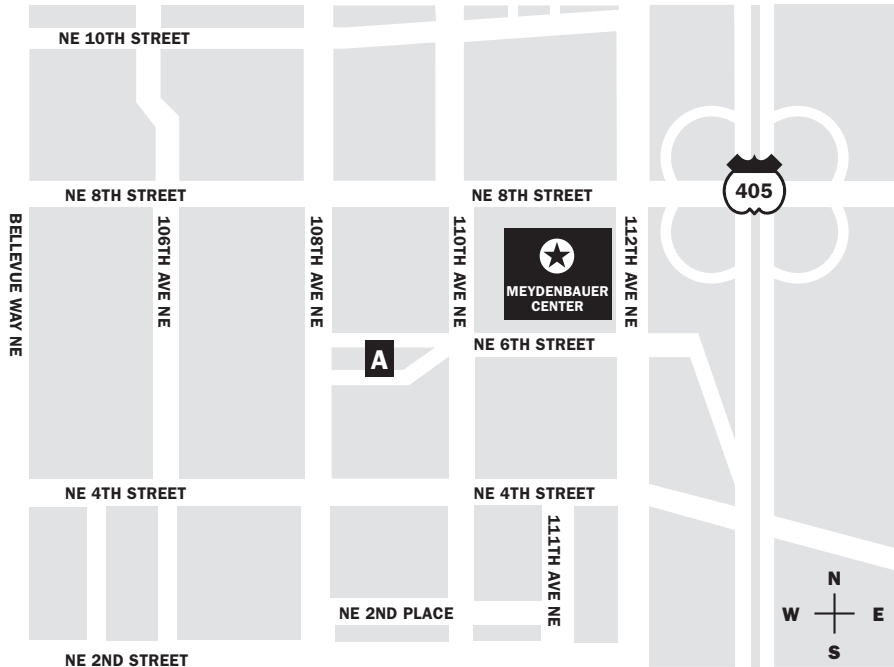 NE 10TH STREET
NE 8TH STREET
NE 8TH STREET
405
BELLEVUE WAY NE
106TH AVE NE
108TH AVE NE
110TH AVE NE
112TH AVE NE
MEYDENBAUER
CENTER
A
NE 6TH STREET
NE 4TH STREET
NE 4TH STREET
111TH AVE NE
NE 2ND PLACE
NE 2ND STREET
N
W
E
S